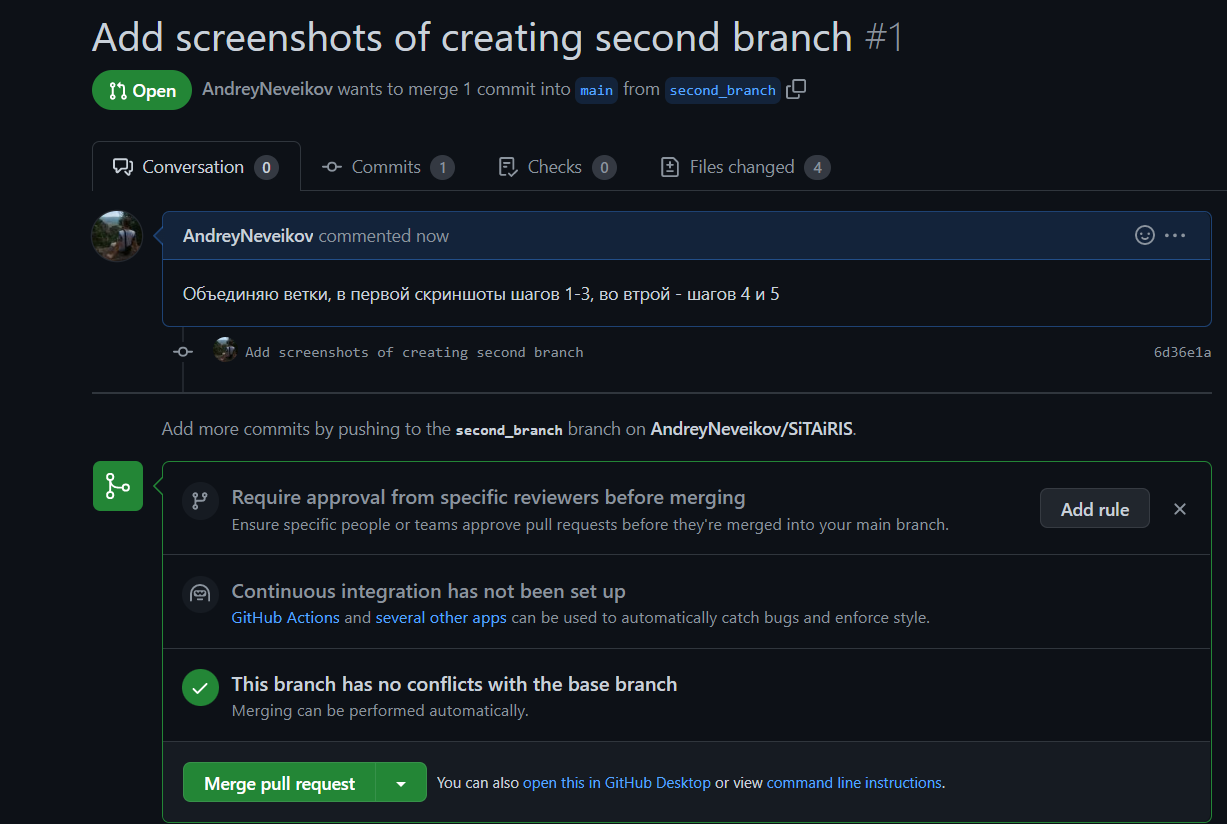 Add screenshots of creating second branch #1
Open AndreyNeveikov wants to merge 1 commit into main from second_branch
Conversation 0 Commits 1 Checks 0 Files changed 4
AndreyNeveikov commented now
Объединяю ветки, в первой скриншоты шагов 1-3, во втрой - шагов 4 и 5
Add screenshots of creating second branch 6d36e1a
Add more commits by pushing to the second_branch branch on AndreyNeveikov/SiTAiRIS.
Require approval from specific reviewers before merging
Ensure specific people or teams approve pull requests before they're merged into your main branch.
Add rule
Continuous integration has not been set up
GitHub Actions and several other apps can be used to automatically catch bugs and enforce style.
This branch has no conflicts with the base branch
Merging can be performed automatically.
Merge pull request You can also open this in GitHub Desktop or view command line instructions.